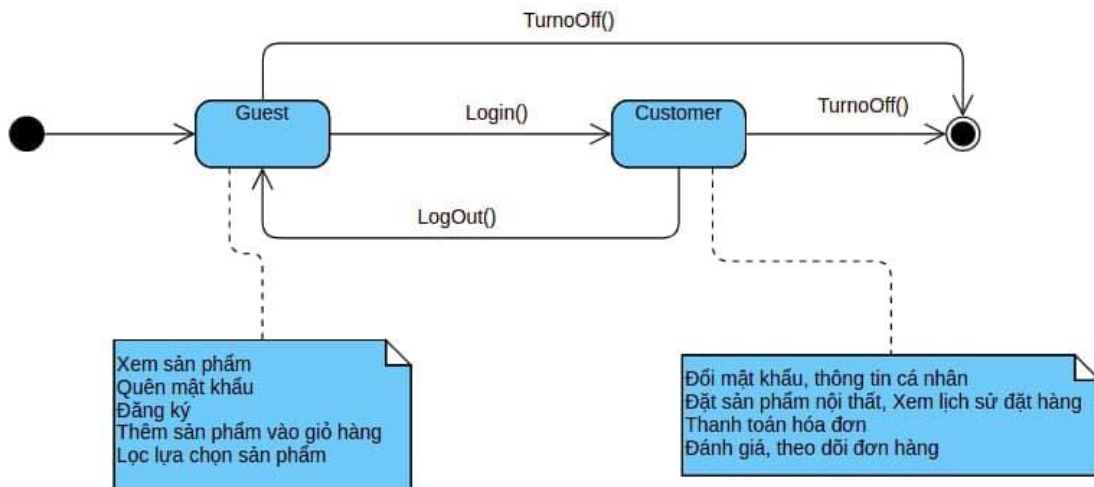 TurnoOff()
Guest
Login()
Customer
TurnoOff()
LogOut()
Xem sản phẩm
Quên mật khẩu
Đăng ký
Thêm sản phẩm vào giỏ hàng
Lọc lựa chọn sản phẩm
Đổi mật khẩu, thông tin cá nhân
Đặt sản phẩm nội thất, Xem lịch sử đặt hàng
Thanh toán hóa đơn
Đánh giá, theo dõi đơn hàng